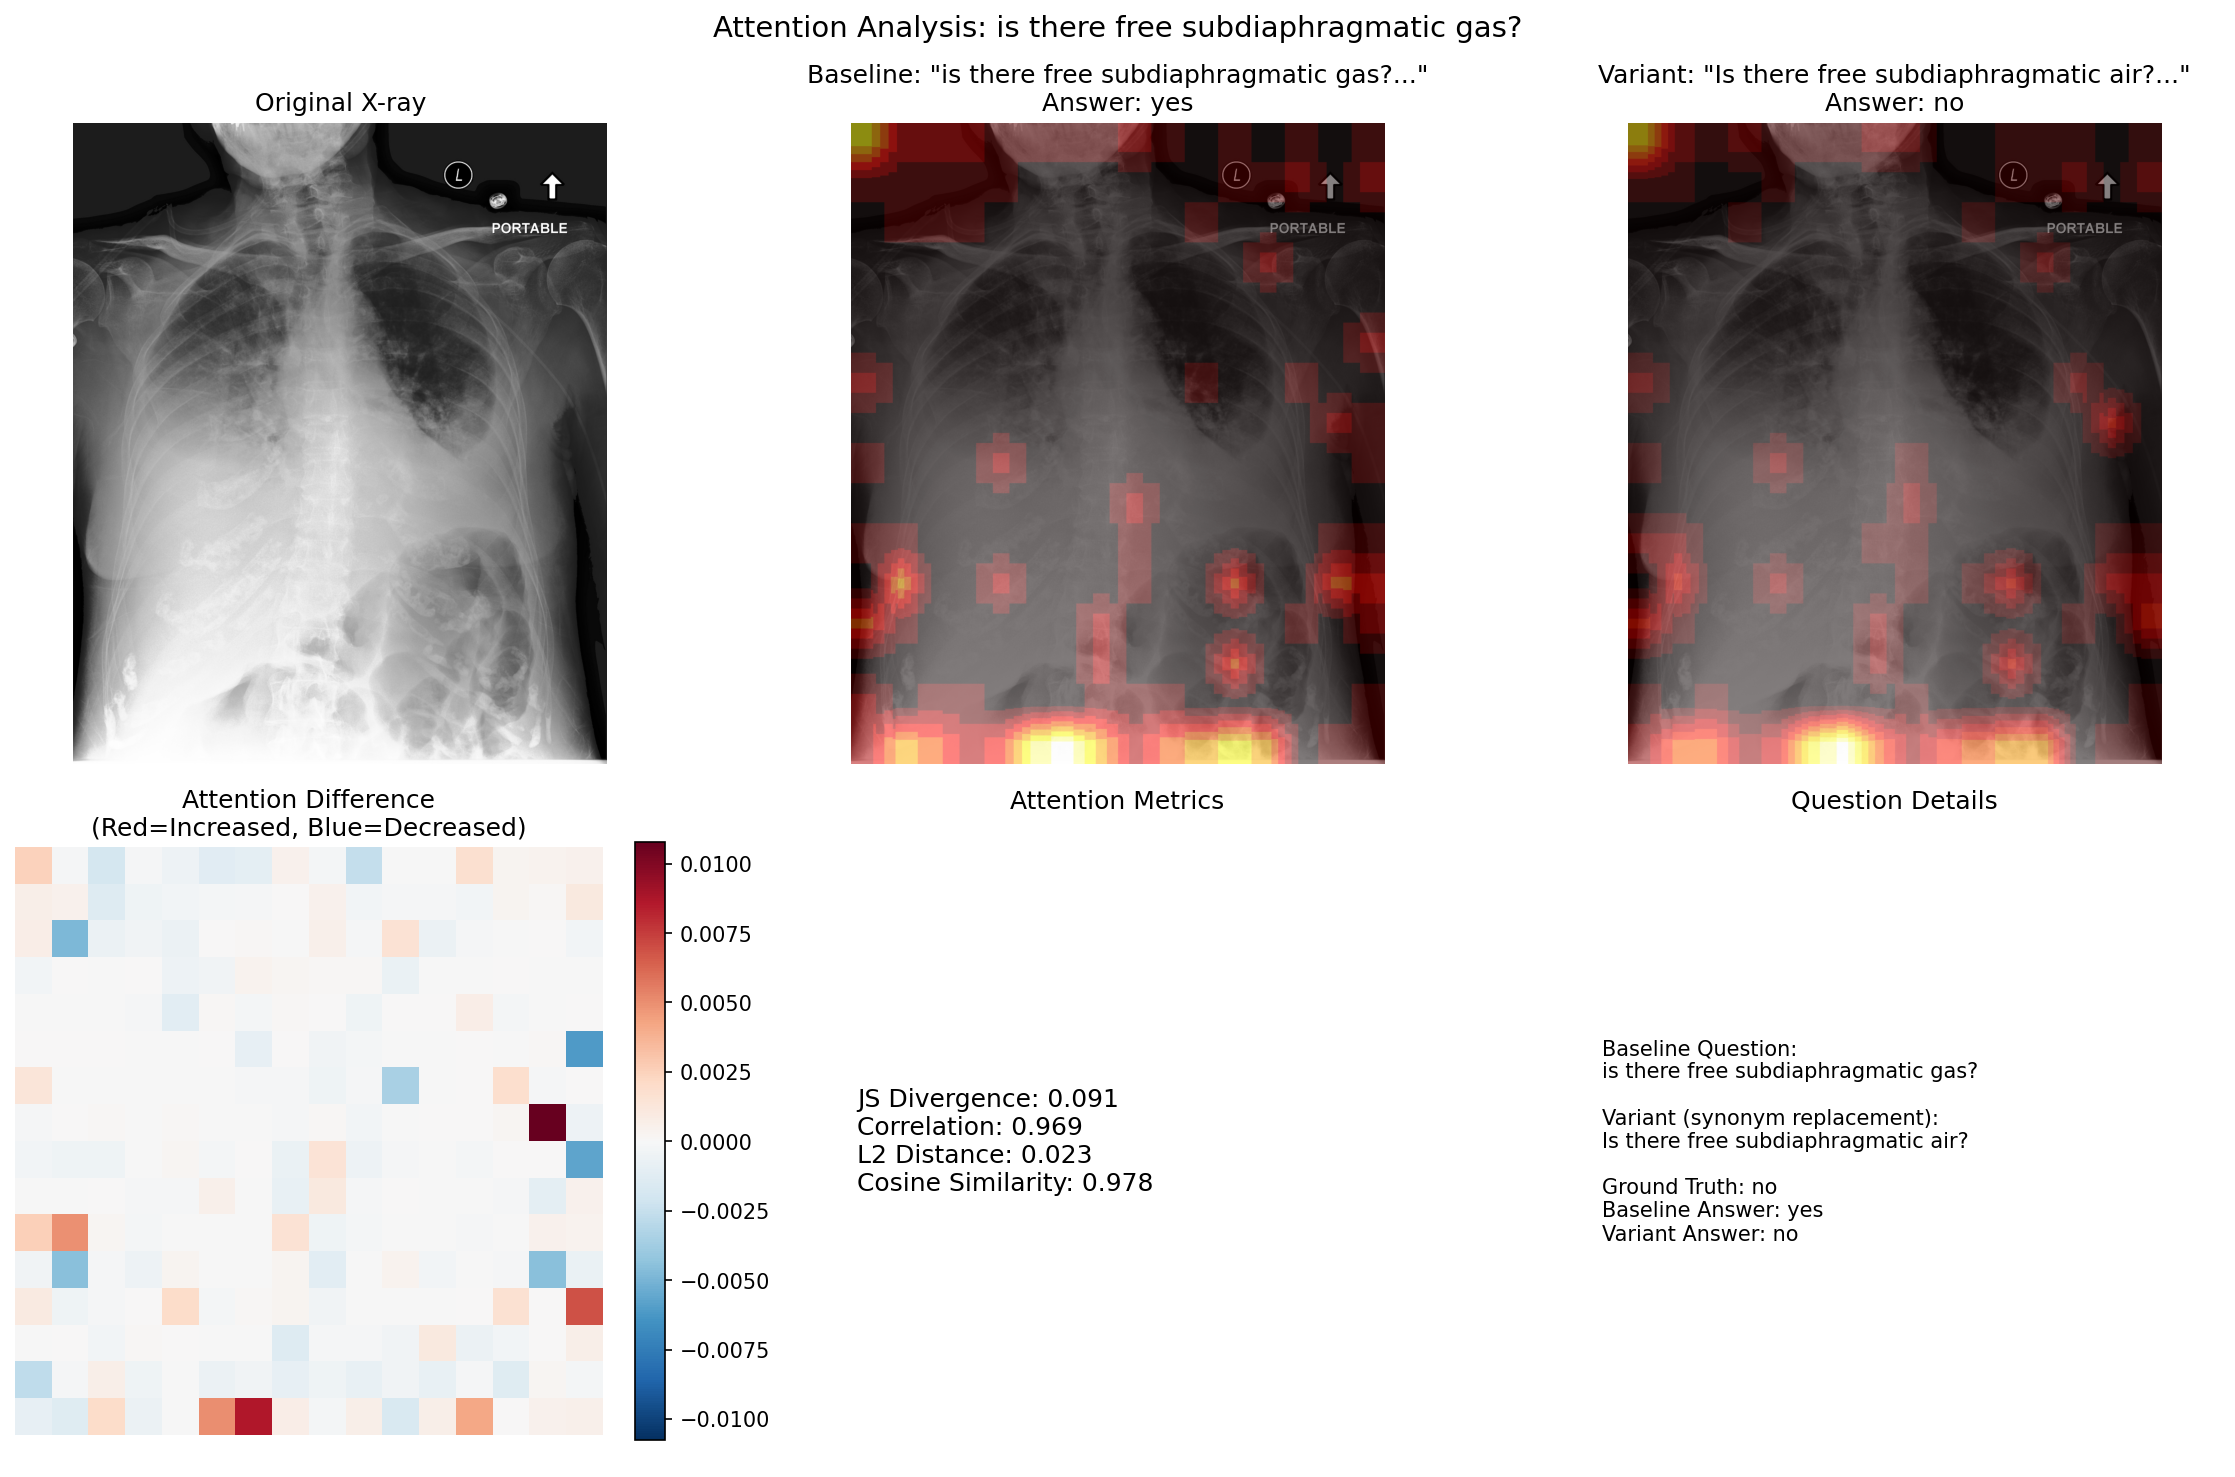 Attention Analysis: is there free subdiaphragmatic gas?
Original X-ray
Baseline: "is there free subdiaphragmatic gas?..."
Answer: yes
Variant: "Is there free subdiaphragmatic air?..."
Answer: no
L
PORTABLE
L
PORTABLE
L
PORTABLE
Attention Difference
(Red=Increased, Blue=Decreased)
0.0100
0.0075
0.0050
0.0025
0.0000
−0.0025
−0.0050
−0.0075
−0.0100
Attention Metrics
JS Divergence: 0.091
Correlation: 0.969
L2 Distance: 0.023
Cosine Similarity: 0.978
Question Details
Baseline Question:
is there free subdiaphragmatic gas?
Variant (synonym replacement):
Is there free subdiaphragmatic air?
Ground Truth: no
Baseline Answer: yes
Variant Answer: no